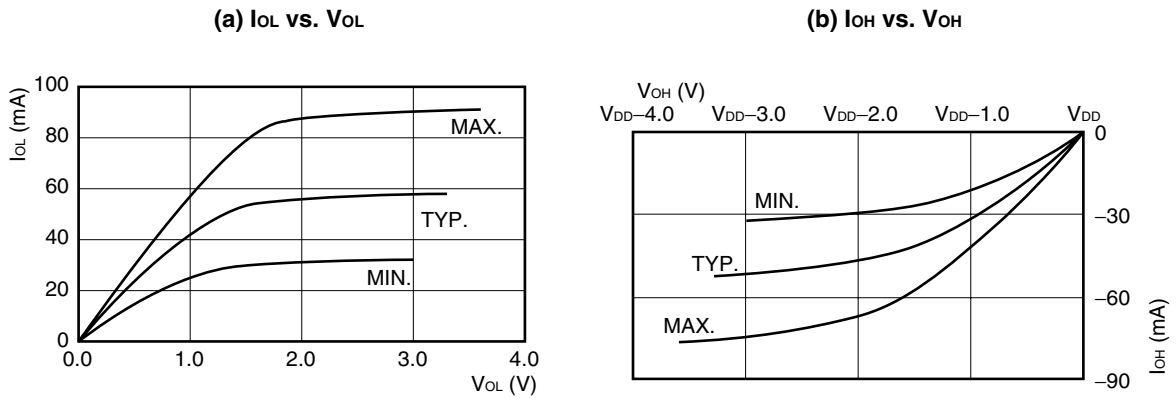 (a) IOL vs. VOL
100
80
60
40
20
0
IOL (mA)
MAX.
TYP.
MIN.
0.0 1.0 2.0 3.0 4.0
VOL (V)
(b) IOH vs. VOH
VOH (V)
VDD−4.0 VDD−3.0 VDD−2.0 VDD−1.0 VDD
0
−30
−60
−90
IOH (mA)
MIN.
TYP.
MAX.